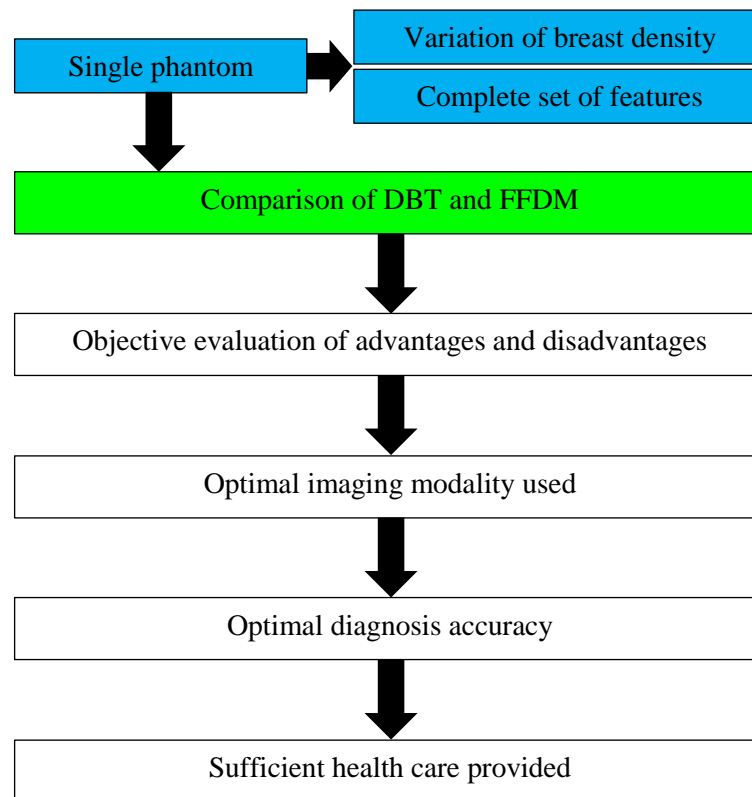 Single phantom
Variation of breast density
Complete set of features
Comparison of DBT and FFDM
Objective evaluation of advantages and disadvantages
Optimal imaging modality used
Optimal diagnosis accuracy
Sufficient health care provided